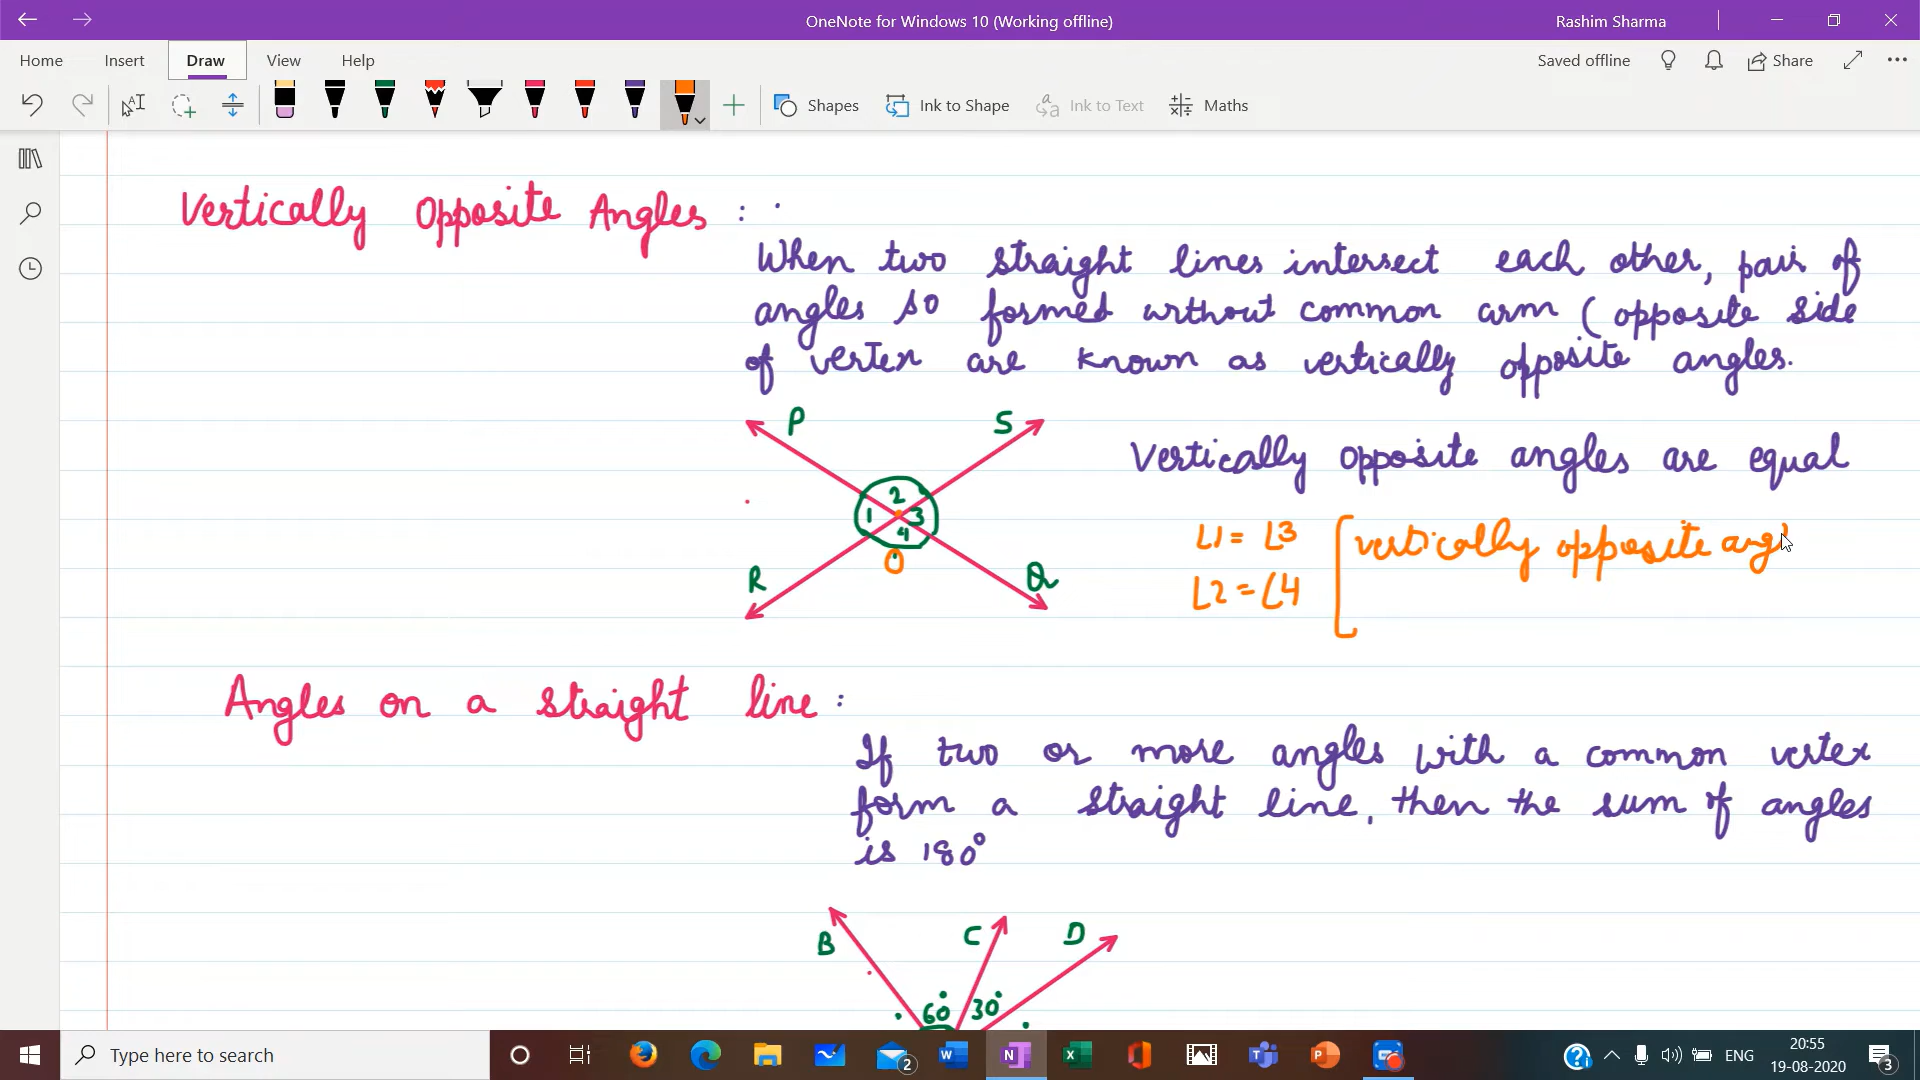 OneNote for Windows 10 (Working offline)
Rashim Sharma
Home Insert Draw View Help
Saved offline
Share
Shapes
Ink to Shape
Ink to Text
Maths
Vertically Opposite Angles :
When two straight lines intersect each other, pair of
angles so formed without common arm ( opposite side
of vertex are known as vertically opposite angles.
P S
2
1 3
4
O
R Q
Vertically opposite angles are equal
∠1 = ∠3 [ vertically opposite angl
∠2 = ∠4
Angles on a straight line :
If two or more angles with a common vertex
form a straight line, then the sum of angles
is 180°
B C D
60° 30°
Type here to search
2
ENG
20:55
19-08-2020
3